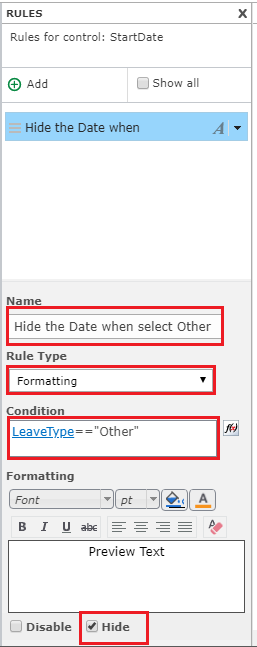 RULES X
Rules for control: StartDate
Add Show all
Hide the Date when A
Name
Hide the Date when select Other
Rule Type
Formatting
Condition
LeaveType=="Other" f(x)
Formatting
Font pt A
B I U abc
Preview Text
Disable Hide